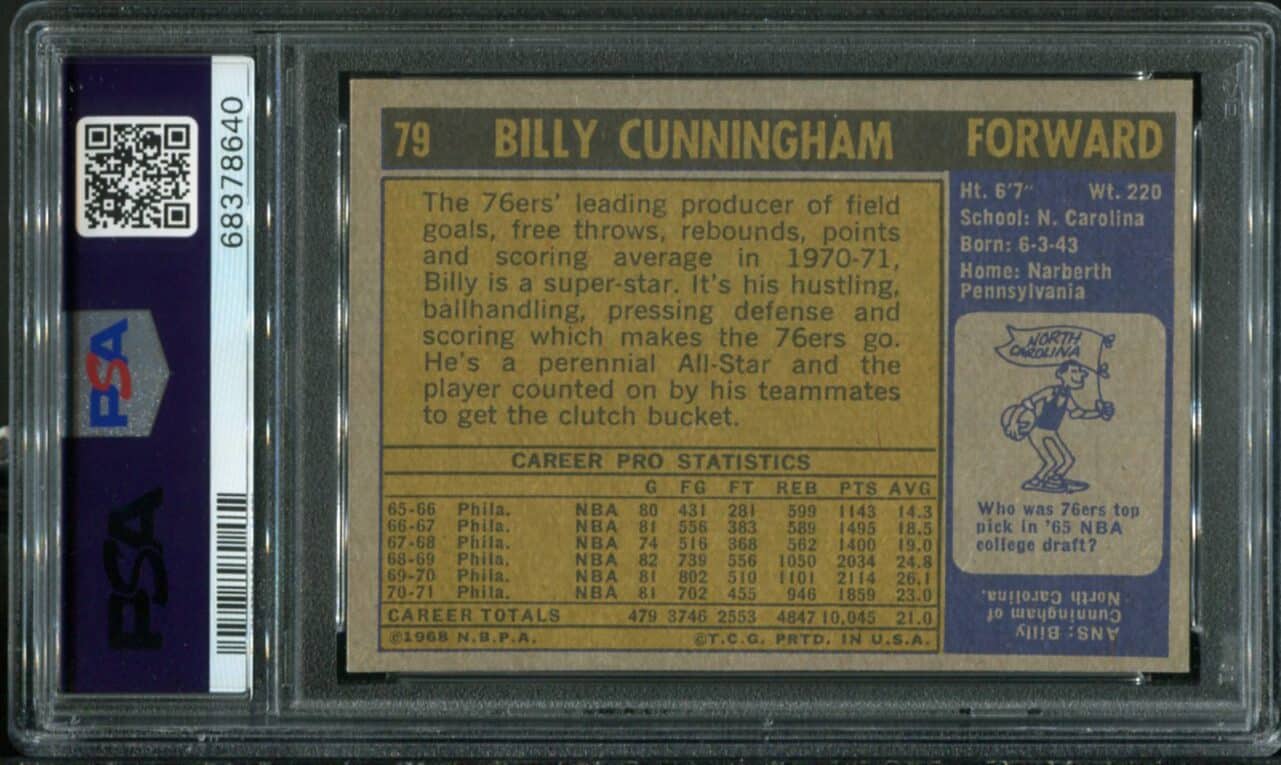 68378640
PSA
PSA
79 BILLY CUNNINGHAM FORWARD
The 76ers' leading producer of field
goals, free throws, rebounds, points
and scoring average in 1970-71,
Billy is a super-star. It's his hustling,
ballhandling, pressing defense and
scoring which makes the 76ers go.
He's a perennial All-Star and the
player counted on by his teammates
to get the clutch bucket.
CAREER PRO STATISTICS
G FG FT REB PTS AVG
65-66 Phila. NBA 80 431 281 599 1143 14.3
66-67 Phila. NBA 81 556 383 589 1495 18.5
67-68 Phila. NBA 74 516 368 562 1400 19.0
68-69 Phila. NBA 82 739 556 1050 2034 24.8
69-70 Phila. NBA 81 802 510 1101 2114 26.1
70-71 Phila. NBA 81 702 455 946 1859 23.0
CAREER TOTALS 479 3746 2553 4847 10,045 21.0
©1968 N.B.P.A. ©T.C.G. PRTD. IN U.S.A.
Ht. 6'7" Wt. 220
School: N. Carolina
Born: 6-3-43
Home: Narberth
Pennsylvania
NORTH
CAROLINA
Who was 76ers top
pick in '65 NBA
college draft?
ANS: Billy
Cunningham of
North Carolina.